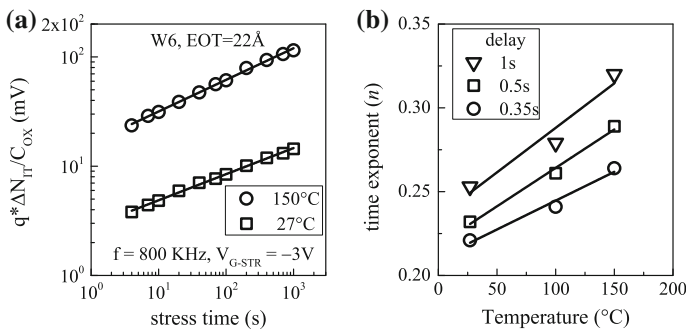 (a)
2x10²
10²
10¹
10⁰
q*ΔN_IT/C_OX (mV)
W6, EOT=22Å
150°C
27°C
f = 800 KHz, V_G-STR = −3V
10⁰ 10¹ 10² 10³ 10⁴
stress time (s)
(b)
0.35
0.30
0.25
0.20
time exponent (n)
delay
1s
0.5s
0.35s
0 50 100 150 200
Temperature (°C)